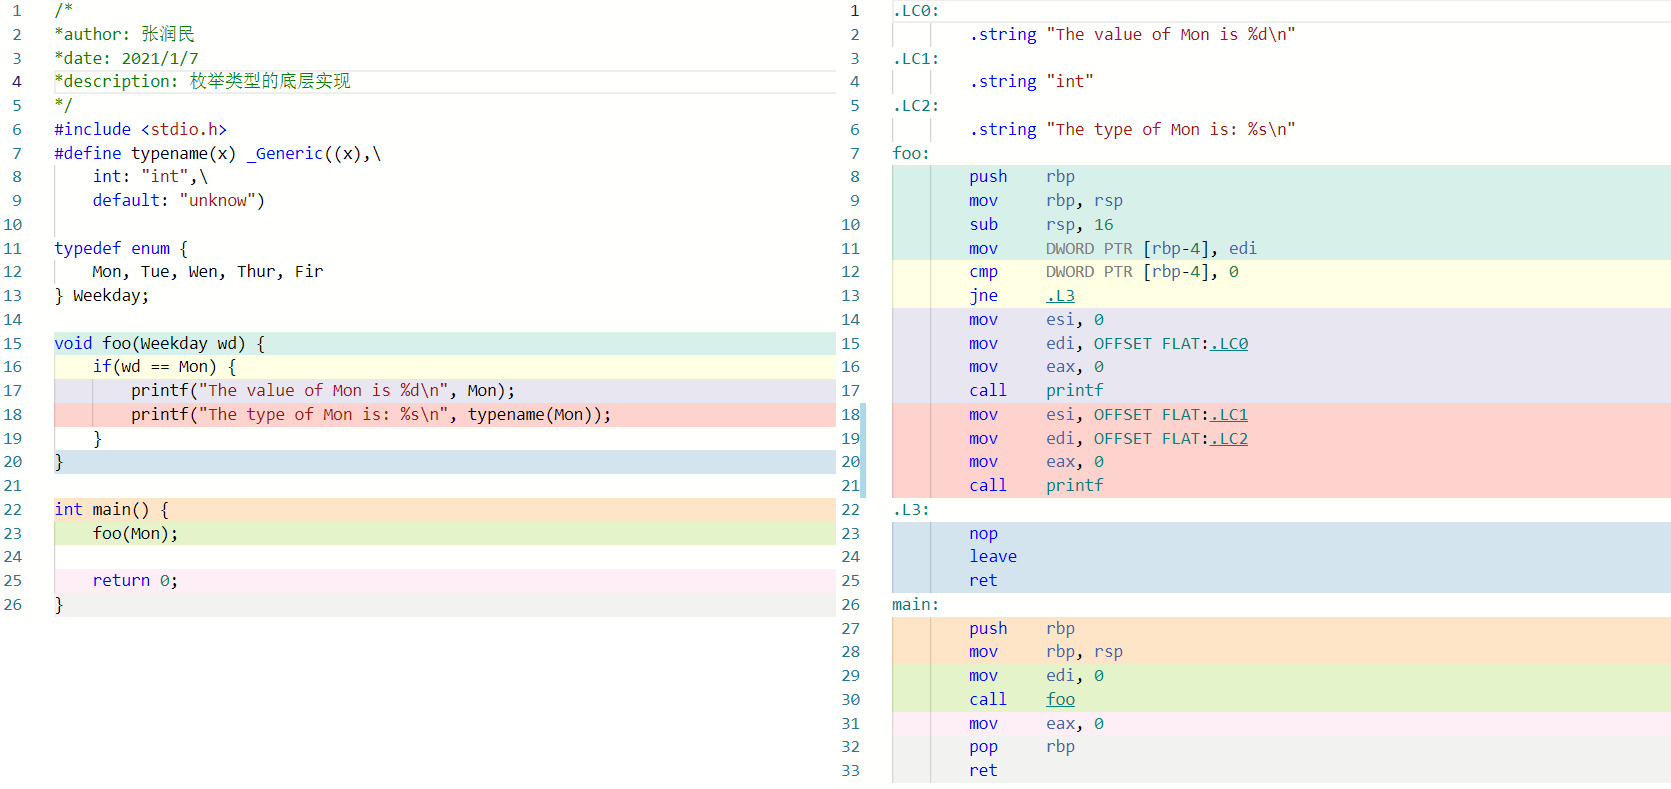 1 /*
2 *author: 张润民
3 *date: 2021/1/7
4 *description: 枚举类型的底层实现
5 */
6 #include <stdio.h>
7 #define typename(x) _Generic((x),\
8     int: "int",\
9     default: "unknow")
10
11 typedef enum {
12     Mon, Tue, Wen, Thur, Fir
13 } Weekday;
14
15 void foo(Weekday wd) {
16     if(wd == Mon) {
17         printf("The value of Mon is %d\n", Mon);
18         printf("The type of Mon is: %s\n", typename(Mon));
19     }
20 }
21
22 int main() {
23     foo(Mon);
24
25     return 0;
26 }
1 .LC0:
2         .string "The value of Mon is %d\n"
3 .LC1:
4         .string "int"
5 .LC2:
6         .string "The type of Mon is: %s\n"
7 foo:
8         push    rbp
9         mov     rbp, rsp
10         sub     rsp, 16
11         mov     DWORD PTR [rbp-4], edi
12         cmp     DWORD PTR [rbp-4], 0
13         jne     .L3
14         mov     esi, 0
15         mov     edi, OFFSET FLAT:.LC0
16         mov     eax, 0
17         call    printf
18         mov     esi, OFFSET FLAT:.LC1
19         mov     edi, OFFSET FLAT:.LC2
20         mov     eax, 0
21         call    printf
22 .L3:
23         nop
24         leave
25         ret
26 main:
27         push    rbp
28         mov     rbp, rsp
29         mov     edi, 0
30         call    foo
31         mov     eax, 0
32         pop     rbp
33         ret